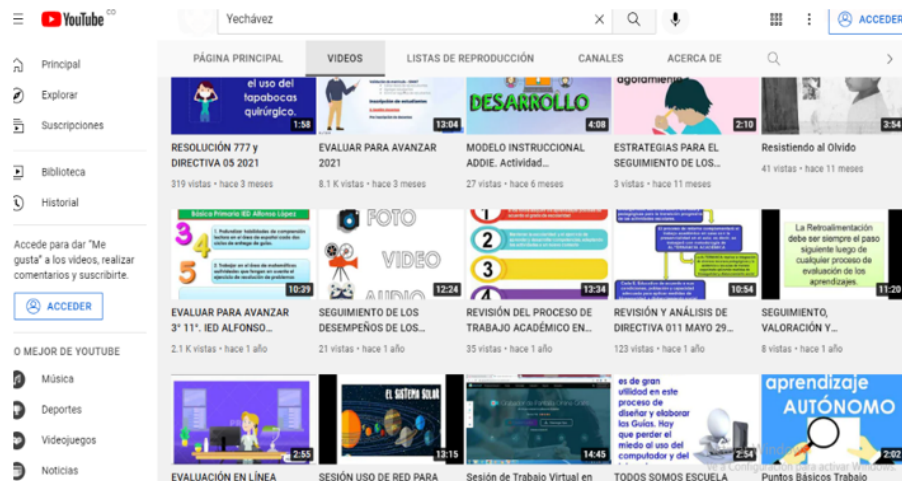 YouTube CO
Yechávez
ACCEDER
PÁGINA PRINCIPAL VIDEOS LISTAS DE REPRODUCCIÓN CANALES ACERCA DE
Principal
Explorar
Suscripciones
Biblioteca
Historial
Accede para dar "Me
gusta" a los videos, realizar
comentarios y suscribirte.
ACCEDER
O MEJOR DE YOUTUBE
Música
Deportes
Videojuegos
Noticias
el uso del
tapabocas
quirúrgico.
1:58
RESOLUCIÓN 777 y
DIRECTIVA 05 2021
319 vistas • hace 3 meses
Inscripción de estudiantes
13:04
EVALUAR PARA AVANZAR
2021
8.1 K vistas • hace 3 meses
DESARROLLO
4:08
MODELO INSTRUCCIONAL
ADDIE. Actividad...
27 vistas • hace 6 meses
agotamiento
2:10
ESTRATEGIAS PARA EL
SEGUIMIENTO DE LOS...
3 vistas • hace 11 meses
3:54
Resistiendo al Olvido
41 vistas • hace 11 meses
Básica Primaria IED Alfonso López
3
4
5
10:39
EVALUAR PARA AVANZAR
3° 11°. IED ALFONSO...
2.1 K vistas • hace 1 año
FOTO
VIDEO
AUDIO
12:24
SEGUIMIENTO DE LOS
DESEMPEÑOS DE LOS...
21 vistas • hace 1 año
1
2
3
4
13:34
REVISIÓN DEL PROCESO DE
TRABAJO ACADÉMICO EN...
35 vistas • hace 1 año
10:54
REVISIÓN Y ANÁLISIS DE
DIRECTIVA 011 MAYO 29...
123 vistas • hace 1 año
La Retroalimentación
debe ser siempre el paso
siguiente luego de
cualquier proceso de
evaluación de los
aprendizajes.
11:20
SEGUIMIENTO,
VALORACIÓN Y...
8 vistas • hace 1 año
2:55
EVALUACIÓN EN LÍNEA
EL SISTEMA SOLAR
13:15
SESIÓN USO DE RED PARA
14:45
Sesión de Trabajo Virtual en
es de gran
utilidad en este
proceso de
diseñar y elaborar
las Guías. Hay
que perder el
miedo al uso del
computador y del
2:54
TODOS SOMOS ESCUELA
aprendizaje
AUTÓNOMO
2:02
Puntos Básicos Trabajo
Ve a Configuración para activar Windows.